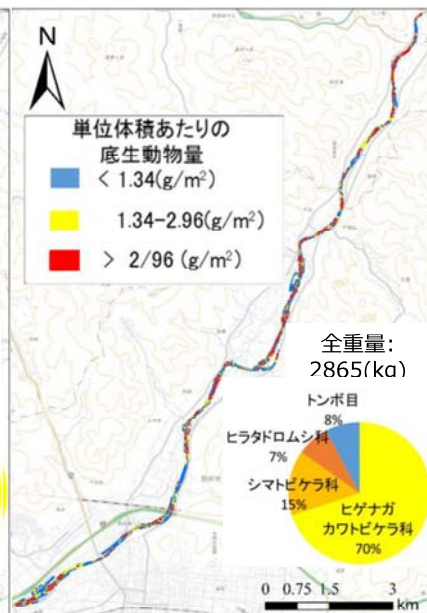 N
単位体積あたりの
底生動物量
< 1.34(g/m²)
1.34-2.96(g/m²)
> 2/96 (g/m²)
全重量:
2865(kg)
トンボ目
8%
ヒラタドロムシ科
7%
シマトビケラ科
15%
ヒゲナガ
カワトビケラ科
70%
0 0.75 1.5 3
km